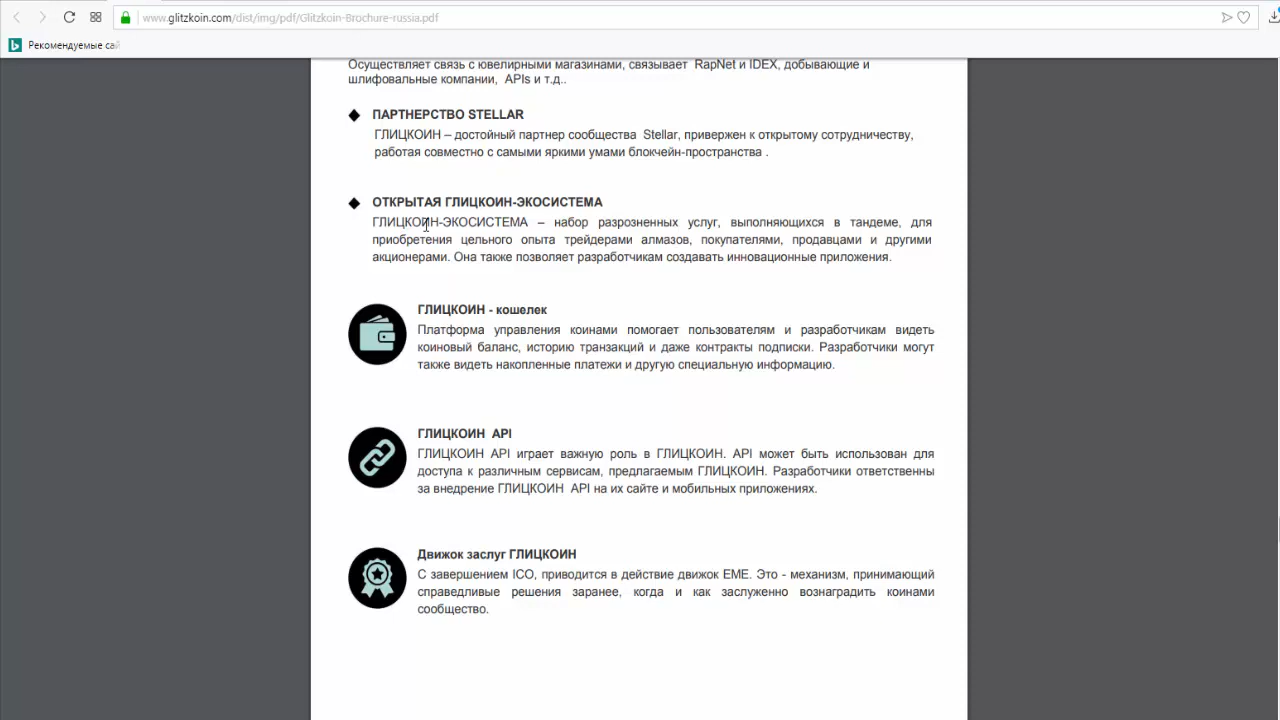 www.glitzkoin.com/dist/img/pdf/Glitzkoin-Brochure-russia.pdf
Рекомендуемые сай
Осуществляет связь с ювелирными магазинами, связывает RapNet и IDEX, добывающие и
шлифовальные компании, APIs и т.д..
ПАРТНЕРСТВО STELLAR
ГЛИЦКОИН – достойный партнер сообщества Stellar, привержен к открытому сотрудничеству,
работая совместно с самыми яркими умами блокчейн-пространства .
ОТКРЫТАЯ ГЛИЦКОИН-ЭКОСИСТЕМА
ГЛИЦКОИН-ЭКОСИСТЕМА – набор разрозненных услуг, выполняющихся в тандеме, для
приобретения цельного опыта трейдерами алмазов, покупателями, продавцами и другими
акционерами. Она также позволяет разработчикам создавать инновационные приложения.
ГЛИЦКОИН - кошелек
Платформа управления коинами помогает пользователям и разработчикам видеть
коиновый баланс, историю транзакций и даже контракты подписки. Разработчики могут
также видеть накопленные платежи и другую специальную информацию.
ГЛИЦКОИН API
ГЛИЦКОИН API играет важную роль в ГЛИЦКОИН. API может быть использован для
доступа к различным сервисам, предлагаемым ГЛИЦКОИН. Разработчики ответственны
за внедрение ГЛИЦКОИН API на их сайте и мобильных приложениях.
Движок заслуг ГЛИЦКОИН
С завершением ICO, приводится в действие движок EME. Это - механизм, принимающий
справедливые решения заранее, когда и как заслуженно вознаградить коинами
сообщество.